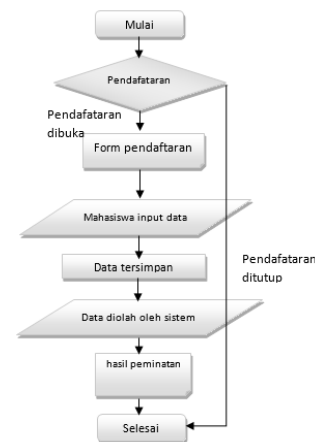 Mulai
Pendafataran
Pendafataran
dibuka
Form pendaftaran
Mahasiswa input data
Data tersimpan
Pendafataran
ditutup
Data diolah oleh sistem
hasil peminatan
Selesai